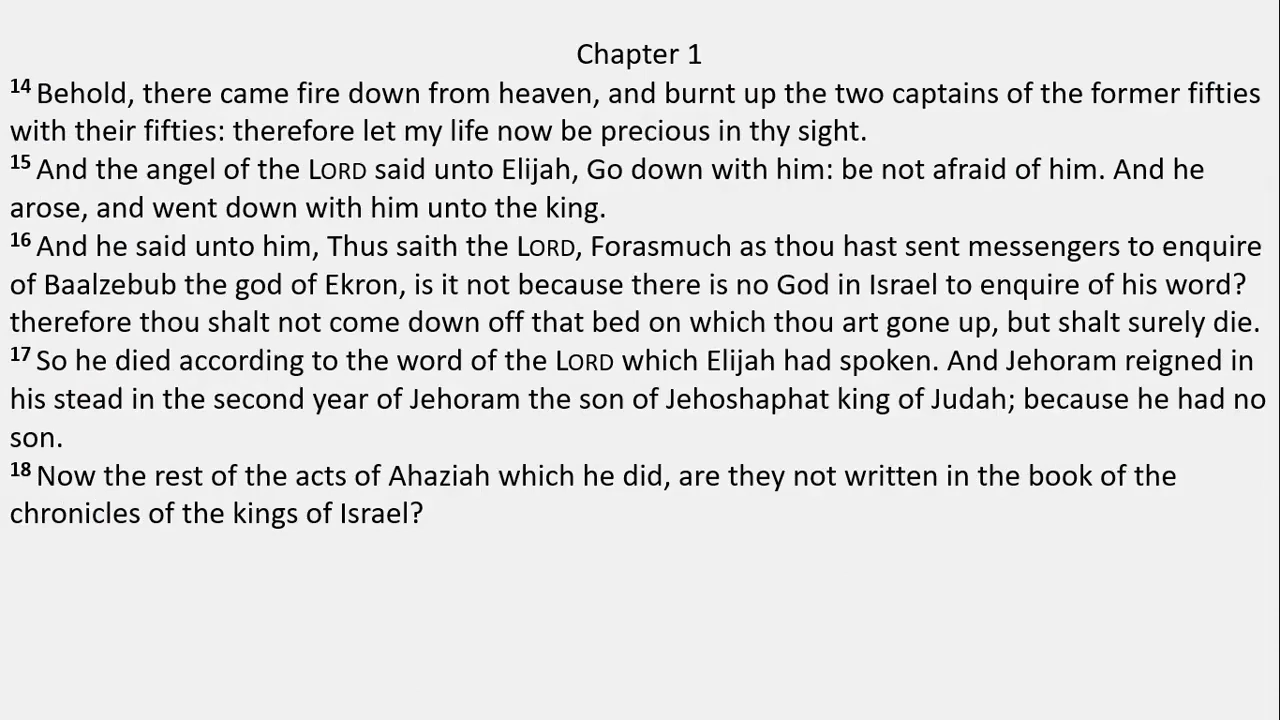 Chapter 1
14 Behold, there came fire down from heaven, and burnt up the two captains of the former fifties
with their fifties: therefore let my life now be precious in thy sight.
15 And the angel of the LORD said unto Elijah, Go down with him: be not afraid of him. And he
arose, and went down with him unto the king.
16 And he said unto him, Thus saith the LORD, Forasmuch as thou hast sent messengers to enquire
of Baalzebub the god of Ekron, is it not because there is no God in Israel to enquire of his word?
therefore thou shalt not come down off that bed on which thou art gone up, but shalt surely die.
17 So he died according to the word of the LORD which Elijah had spoken. And Jehoram reigned in
his stead in the second year of Jehoram the son of Jehoshaphat king of Judah; because he had no
son.
18 Now the rest of the acts of Ahaziah which he did, are they not written in the book of the
chronicles of the kings of Israel?